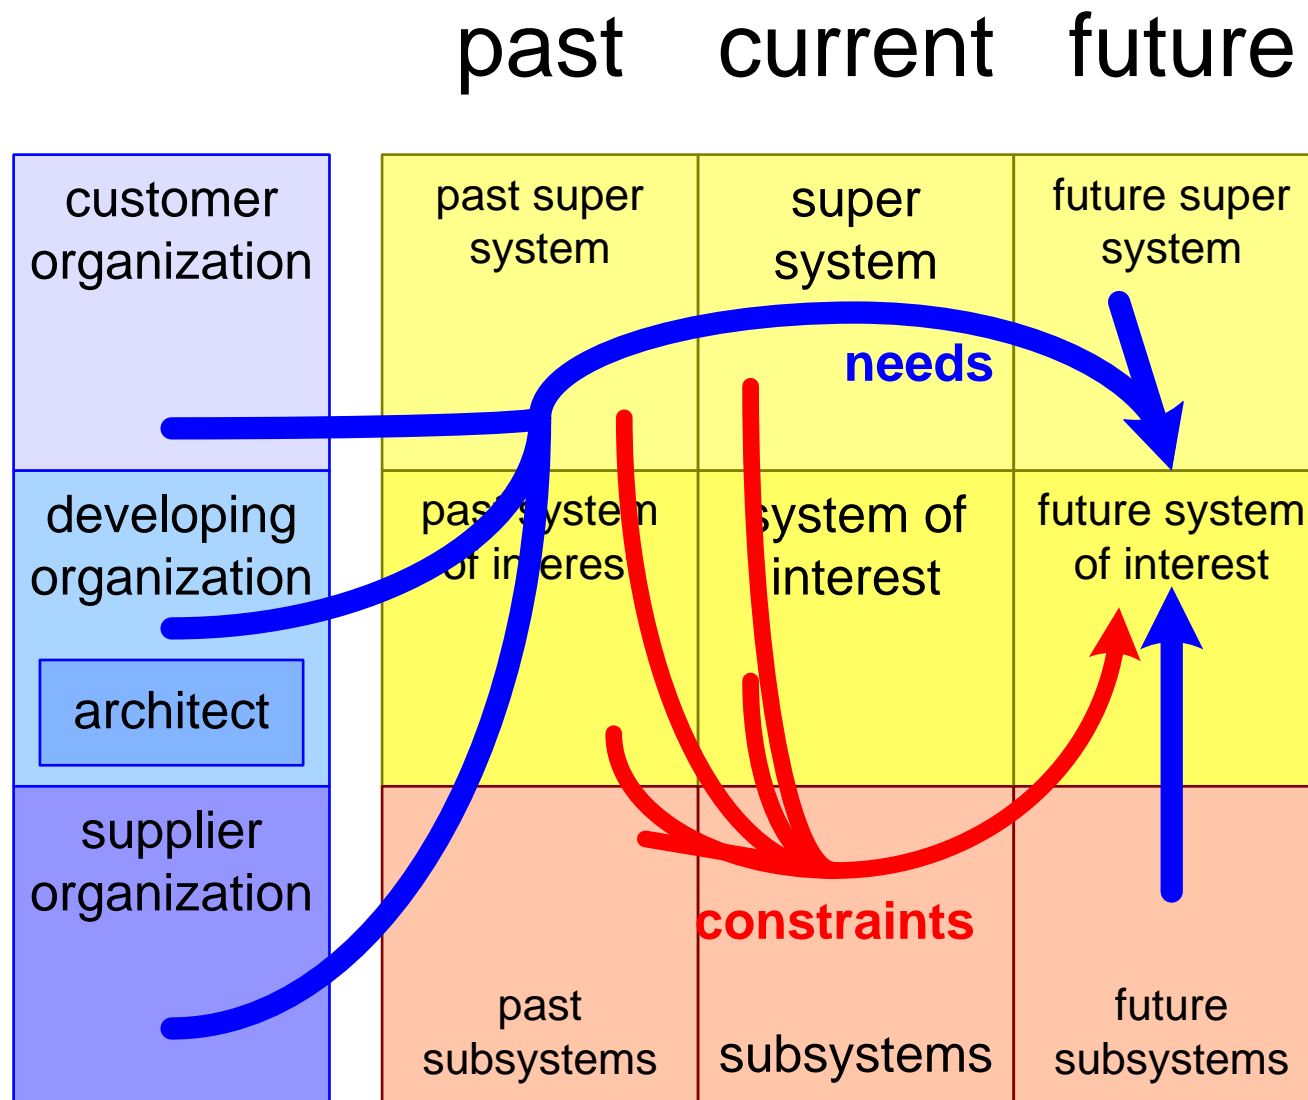 past current future
customer
organization
past super
system
super
system
future super
system
needs
developing
organization
past system
of interest
system of
interest
future system
of interest
architect
supplier
organization
constraints
past
subsystems
subsystems
future
subsystems